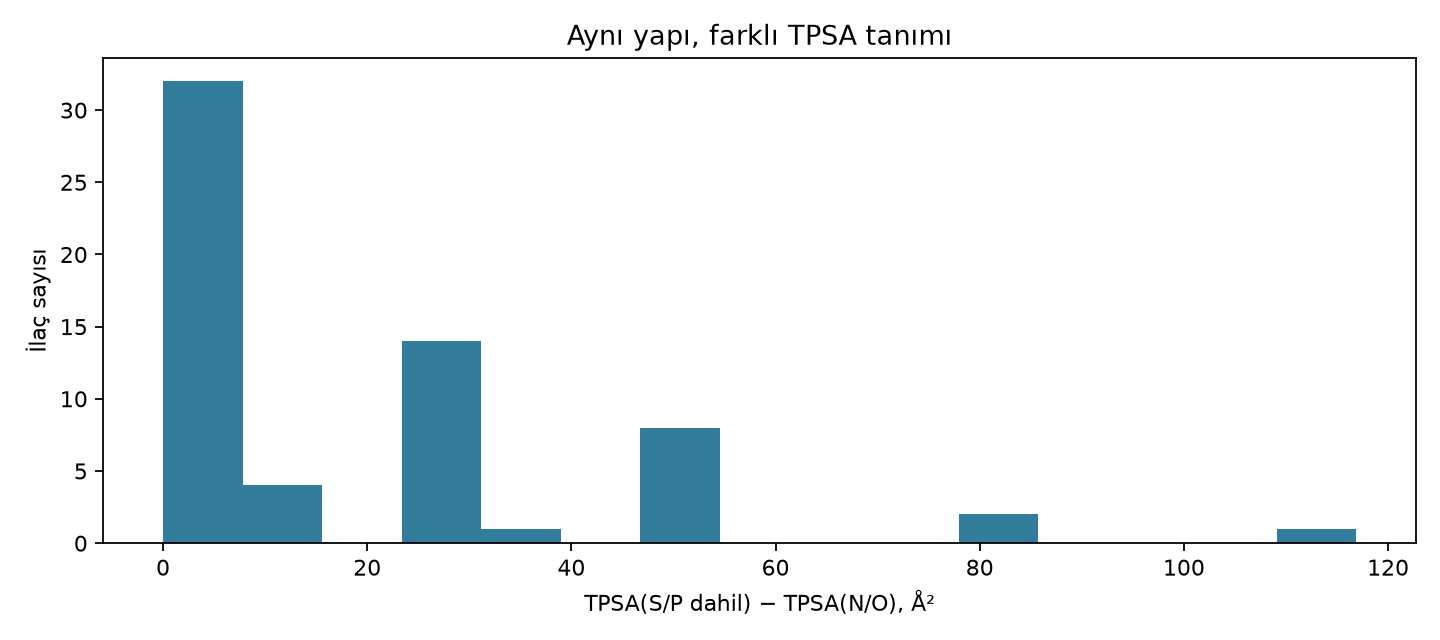 Aynı yapı, farklı TPSA tanımı
İlaç sayısı
30
25
20
15
10
5
0
0 20 40 60 80 100 120
TPSA(S/P dahil) − TPSA(N/O), Å²